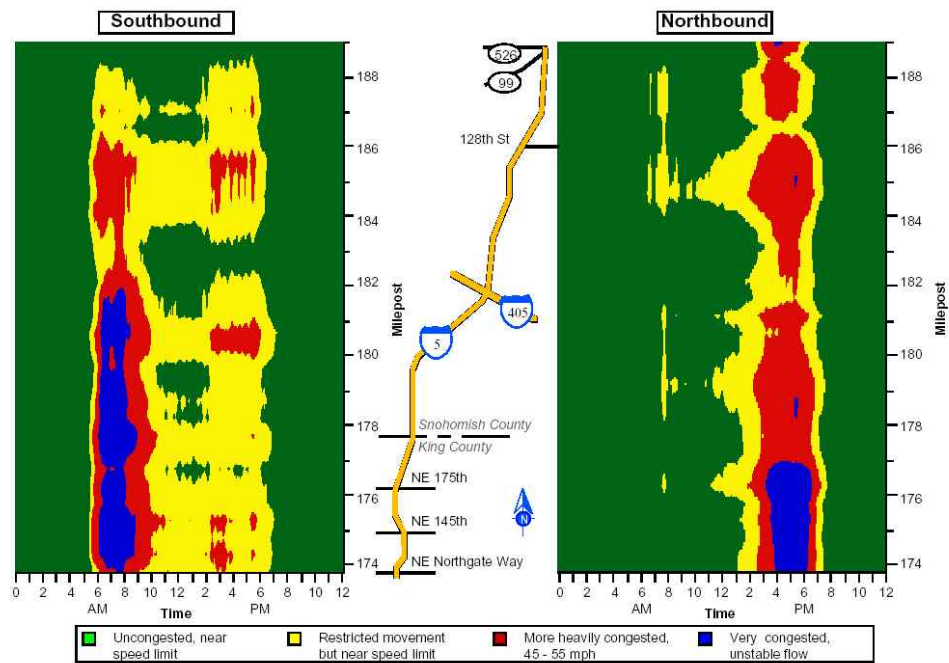 Southbound
Northbound
188
186
184
182
180
178
176
174
Milepost
0 2 4 6 8 10 12 2 4 6 8 10 12
AM Time PM
526
99
128th St
405
5
Snohomish County
King County
NE 175th
NE 145th
NE Northgate Way
N
188
186
184
182
180
178
176
174
Milepost
0 2 4 6 8 10 12 2 4 6 8 10 12
AM Time PM
Uncongested, near
speed limit
Restricted movement
but near speed limit
More heavily congested,
45 - 55 mph
Very congested,
unstable flow